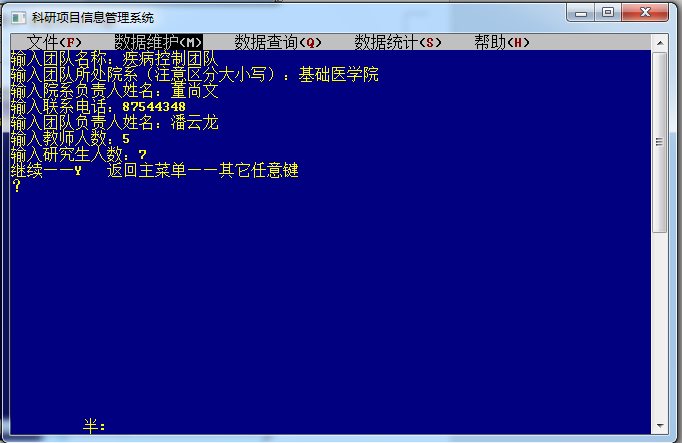 科研项目信息管理系统
文件(F) 数据维护(M) 数据查询(Q) 数据统计(S) 帮助(H)
输入团队名称：疾病控制团队
输入团队所处院系（注意区分大小写）：基础医学院
输入院系负责人姓名：董尚文
输入联系电话：87544348
输入团队负责人姓名：潘云龙
输入教师人数：5
输入研究生人数：7
继续——Y 返回主菜单——其它任意键
?
半：